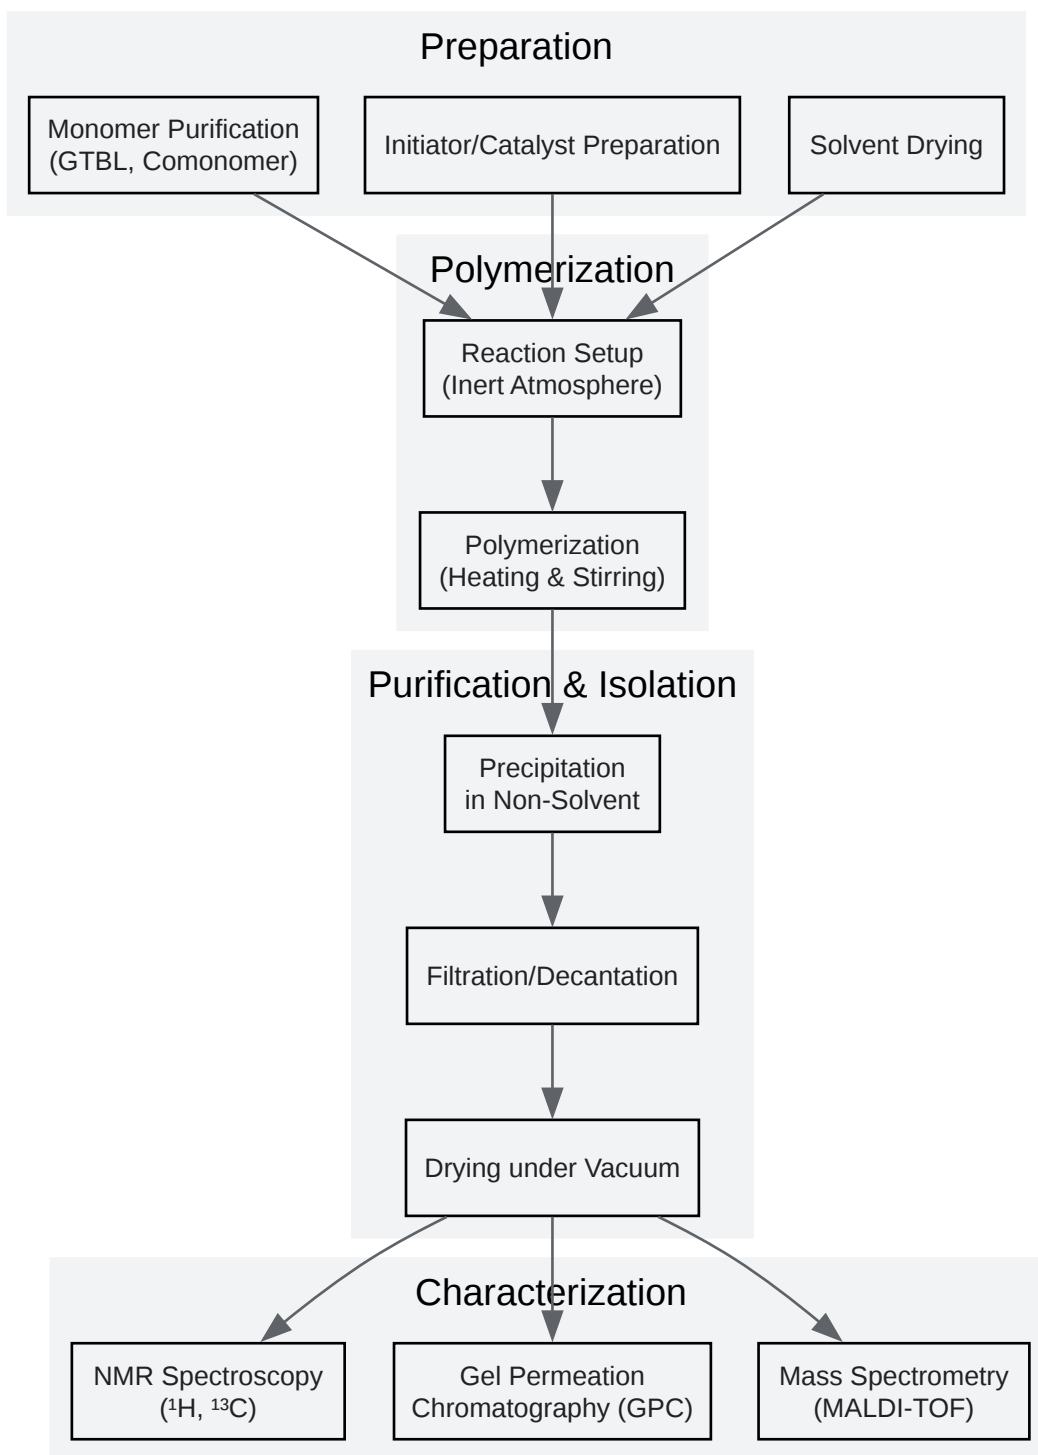 Preparation
Monomer Purification
(GTBL, Comonomer)
Initiator/Catalyst Preparation
Solvent Drying
Polymerization
Reaction Setup
(Inert Atmosphere)
Polymerization
(Heating & Stirring)
Purification & Isolation
Precipitation
in Non-Solvent
Filtration/Decantation
Drying under Vacuum
Characterization
NMR Spectroscopy
(¹H, ¹³C)
Gel Permeation
Chromatography (GPC)
Mass Spectrometry
(MALDI-TOF)